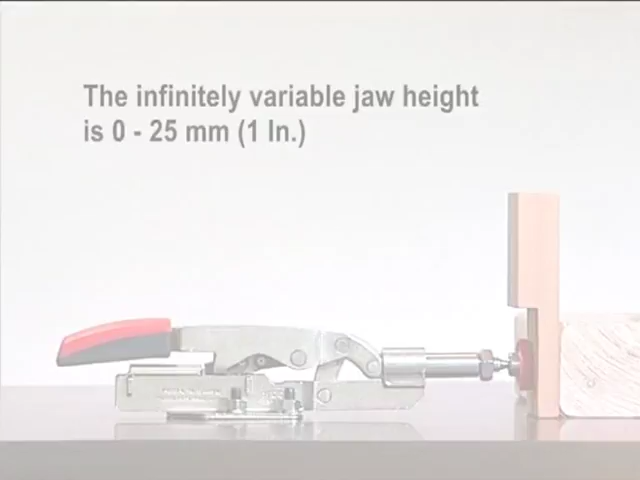 The infinitely variable jaw height
is 0 - 25 mm (1 In.)